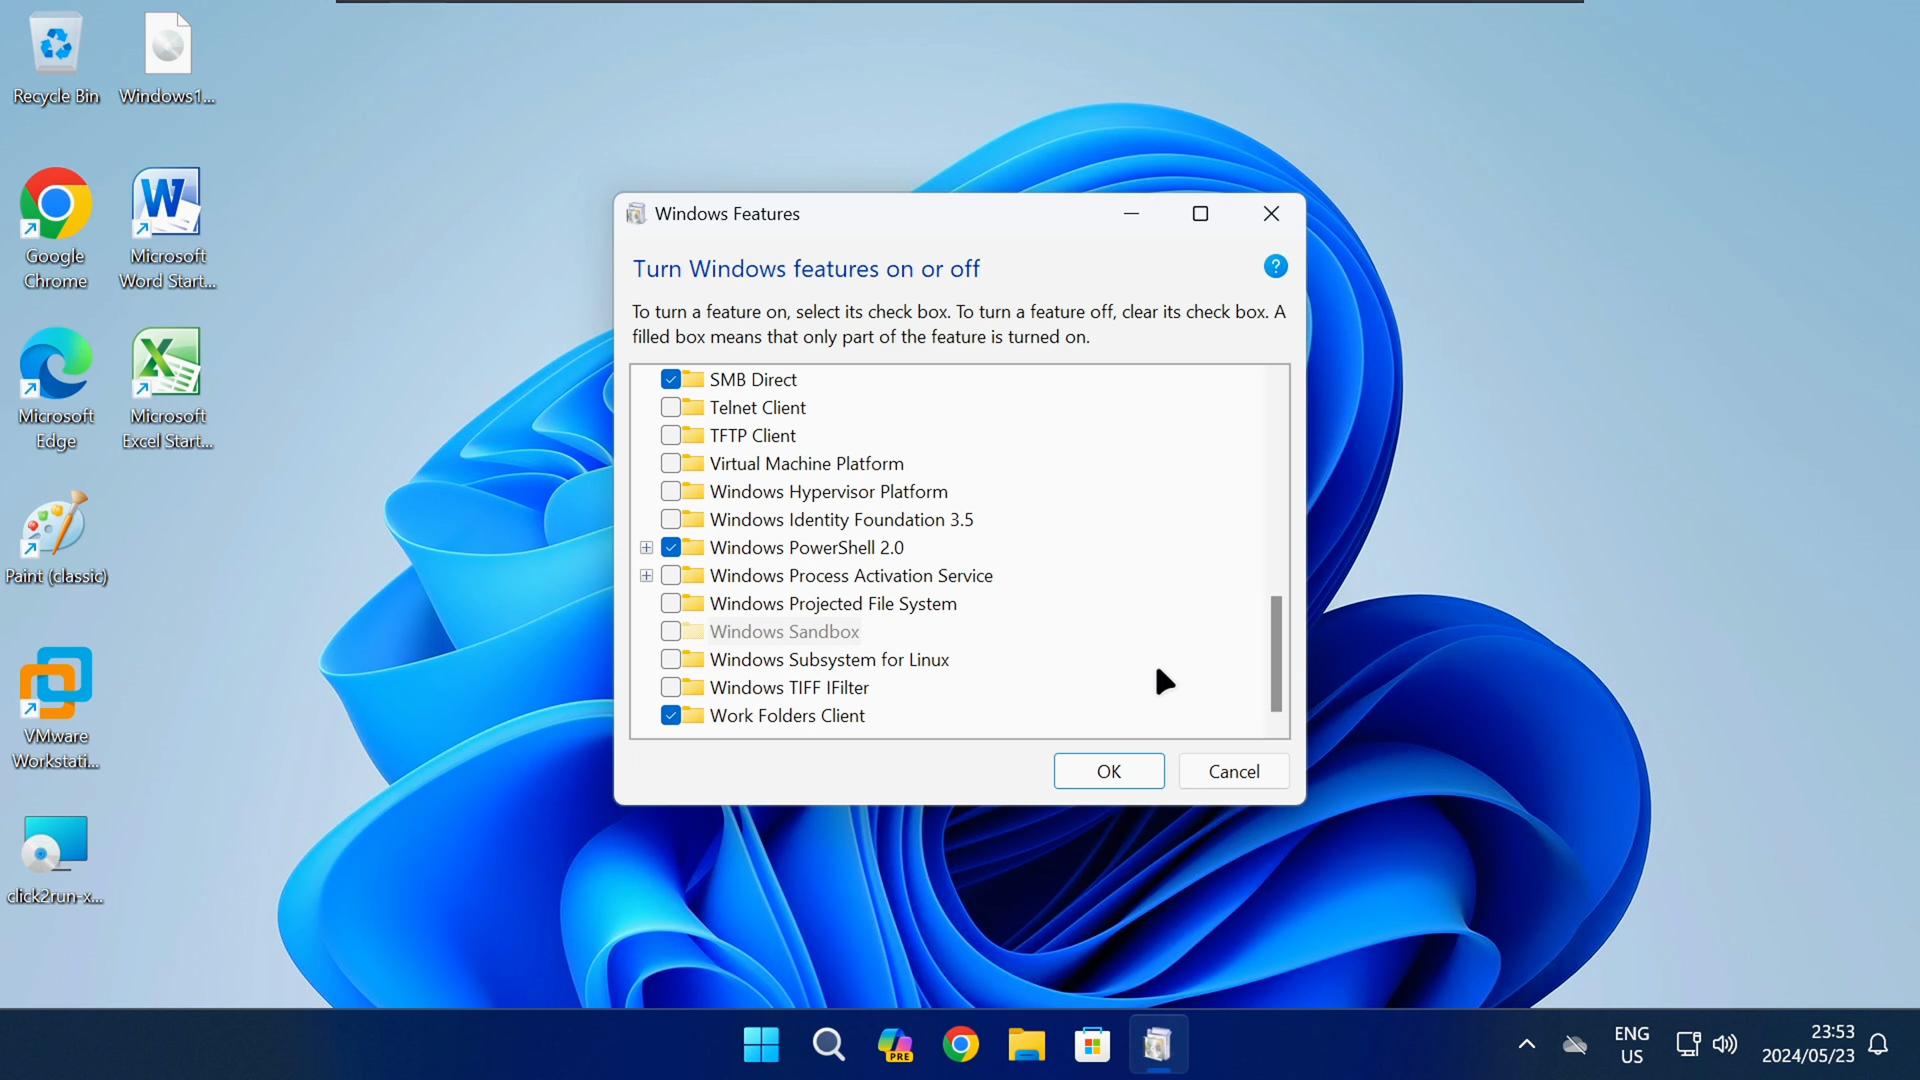 Recycle Bin
Windows1...
Google
Chrome
Microsoft
Word Start...
Microsoft
Edge
Microsoft
Excel Start...
Paint (classic)
VMware
Workstati...
click2run-x...
Windows Features
Turn Windows features on or off
?
To turn a feature on, select its check box. To turn a feature off, clear its check box. A
filled box means that only part of the feature is turned on.
SMB Direct
Telnet Client
TFTP Client
Virtual Machine Platform
Windows Hypervisor Platform
Windows Identity Foundation 3.5
Windows PowerShell 2.0
Windows Process Activation Service
Windows Projected File System
Windows Sandbox
Windows Subsystem for Linux
Windows TIFF IFilter
Work Folders Client
OK
Cancel
PRE
ENG
US
23:53
2024/05/23